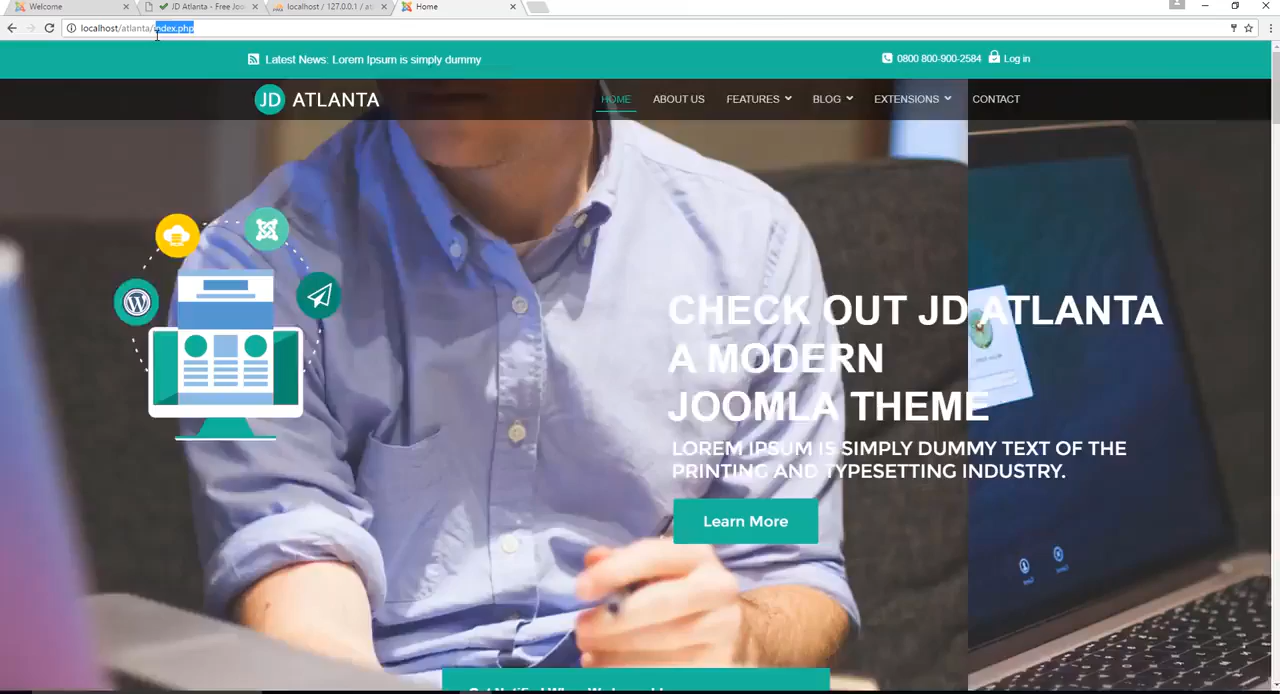 Welcome
JD Atlanta - Free Joo
localhost / 127.0.0.1 / at
Home
localhost/atlanta/index.php
Latest News: Lorem Ipsum is simply dummy
0800 800-900-2584
Log in
JD ATLANTA
HOME
ABOUT US
FEATURES
BLOG
EXTENSIONS
CONTACT
CHECK OUT JD ATLANTA
A MODERN
JOOMLA THEME
LOREM IPSUM IS SIMPLY DUMMY TEXT OF THE
PRINTING AND TYPESETTING INDUSTRY.
Learn More